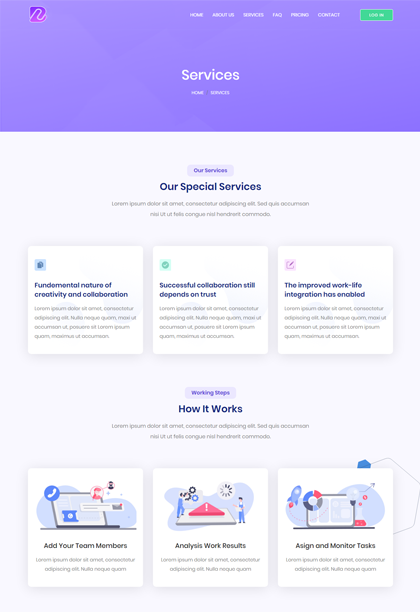 HOME ABOUT US SERVICES FAQ PRICING CONTACT LOG IN
Services
HOME SERVICES
Our Services
Our Special Services
Lorem ipsum dolor sit amet, consectetur adipiscing elit. Sed quis accumsan
nisi Ut ut felis congue nisl hendrerit commodo.
Fundemental nature of
creativity and collaboration
Lorem ipsum dolor sit amet, consectetur
adipiscing elit. Nulla neque quam, maxi ut
accumsan ut, posuere sit Lorem ipsum
quam, maximus ut accumsan.
Successful collaboration still
depends on trust
Lorem ipsum dolor sit amet, consectetur
adipiscing elit. Nulla neque quam, maxi ut
accumsan ut, posuere sit Lorem ipsum
quam, maximus ut accumsan.
The improved work-life
integration has enabled
Lorem ipsum dolor sit amet, consectetur
adipiscing elit. Nulla neque quam, maxi ut
accumsan ut, posuere sit Lorem ipsum
quam, maximus ut accumsan.
Working Steps
How It Works
Lorem ipsum dolor sit amet, consectetur adipiscing elit. Sed quis accumsan
nisi Ut ut felis congue nisl hendrerit commodo.
Add Your Team Members
Lorem ipsum dolor sit amet, consectetur
adipiscing elit. Nulla neque quam
Analysis Work Results
Lorem ipsum dolor sit amet, consectetur
adipiscing elit. Nulla neque quam
Asign and Monitor Tasks
Lorem ipsum dolor sit amet, consectetur
adipiscing elit. Nulla neque quam